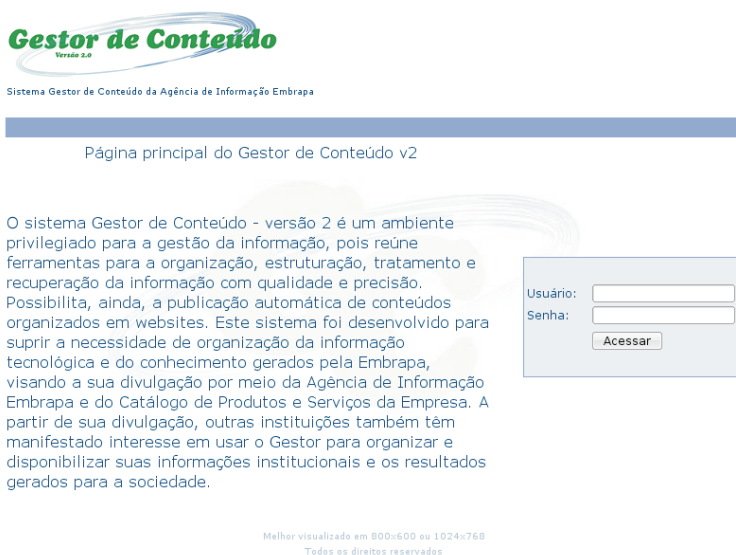 Gestor de Conteúdo
Versão 2.0
Sistema Gestor de Conteúdo da Agência de Informação Embrapa
Página principal do Gestor de Conteúdo v2
O sistema Gestor de Conteúdo - versão 2 é um ambiente
privilegiado para a gestão da informação, pois reúne
ferramentas para a organização, estruturação, tratamento e
recuperação da informação com qualidade e precisão.
Possibilita, ainda, a publicação automática de conteúdos
organizados em websites. Este sistema foi desenvolvido para
suprir a necessidade de organização da informação
tecnológica e do conhecimento gerados pela Embrapa,
visando a sua divulgação por meio da Agência de Informação
Embrapa e do Catálogo de Produtos e Serviços da Empresa. A
partir de sua divulgação, outras instituições também têm
manifestado interesse em usar o Gestor para organizar e
disponibilizar suas informações institucionais e os resultados
gerados para a sociedade.
Usuário:
Senha:
Acessar
Melhor visualizado em 800x600 ou 1024x768
Todos os direitos reservados